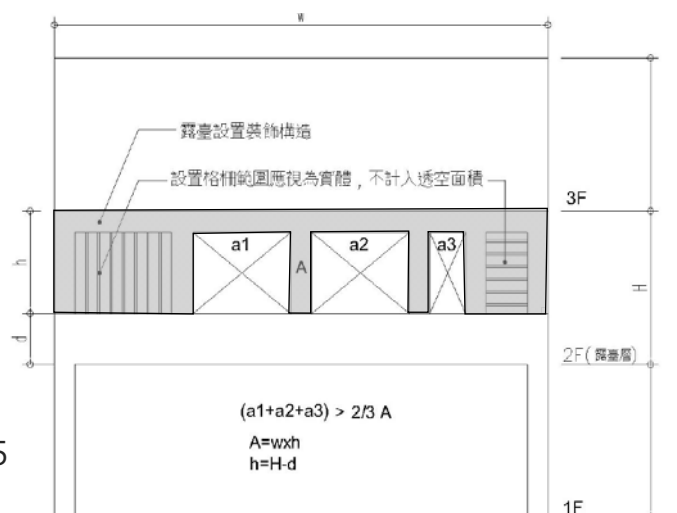 W
露臺設置裝飾構造
設置格柵範圍應視為實體，不計入透空面積
3F
a1
a2
a3
A
h
H
d
2F(露臺層)
(a1+a2+a3) > 2/3 A
A=wxh
h=H-d
5
1F